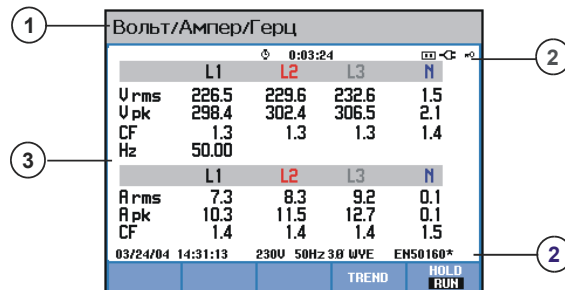 1
Вольт/Ампер/Герц
0:03:24
2
L1 L2 L3 N
V rms 226.5 229.6 232.6 1.5
V pk 298.4 302.4 306.5 2.1
CF 1.3 1.3 1.3 1.4
Hz 50.00
3
L1 L2 L3 N
A rms 7.3 8.3 9.2 0.1
A pk 10.3 11.5 12.7 0.1
CF 1.4 1.4 1.4 1.5
03/24/04 14:31:13 230V 50Hz 3Ø WYE EN50160*
2
TREND HOLD
RUN